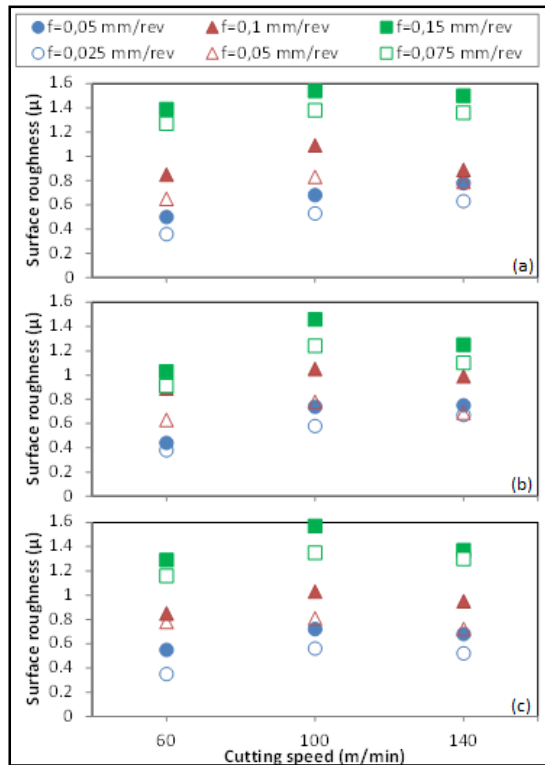 f=0,05 mm/rev f=0,1 mm/rev f=0,15 mm/rev
f=0,025 mm/rev f=0,05 mm/rev f=0,075 mm/rev
Surface roughness (µ)
1.6
1.4
1.2
1
0.8
0.6
0.4
0.2
0
(a)
Surface roughness (µ)
1.6
1.4
1.2
1
0.8
0.6
0.4
0.2
0
(b)
Surface roughness (µ)
1.6
1.4
1.2
1
0.8
0.6
0.4
0.2
0
(c)
60 100 140
Cutting speed (m/min)